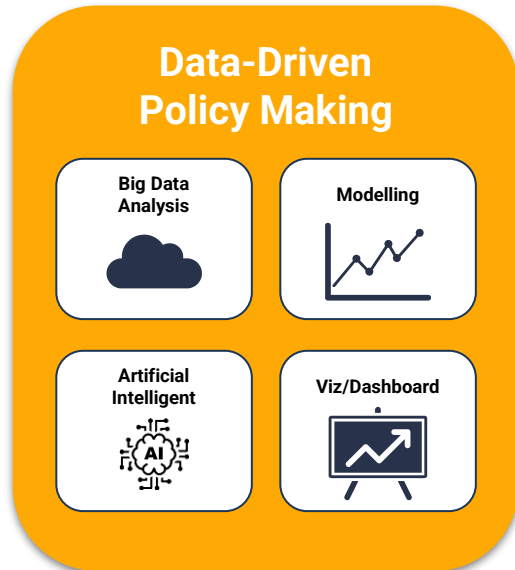 Data-Driven
Policy Making
Big Data
Analysis
Modelling
Artificial
Intelligent
AI
Viz/Dashboard